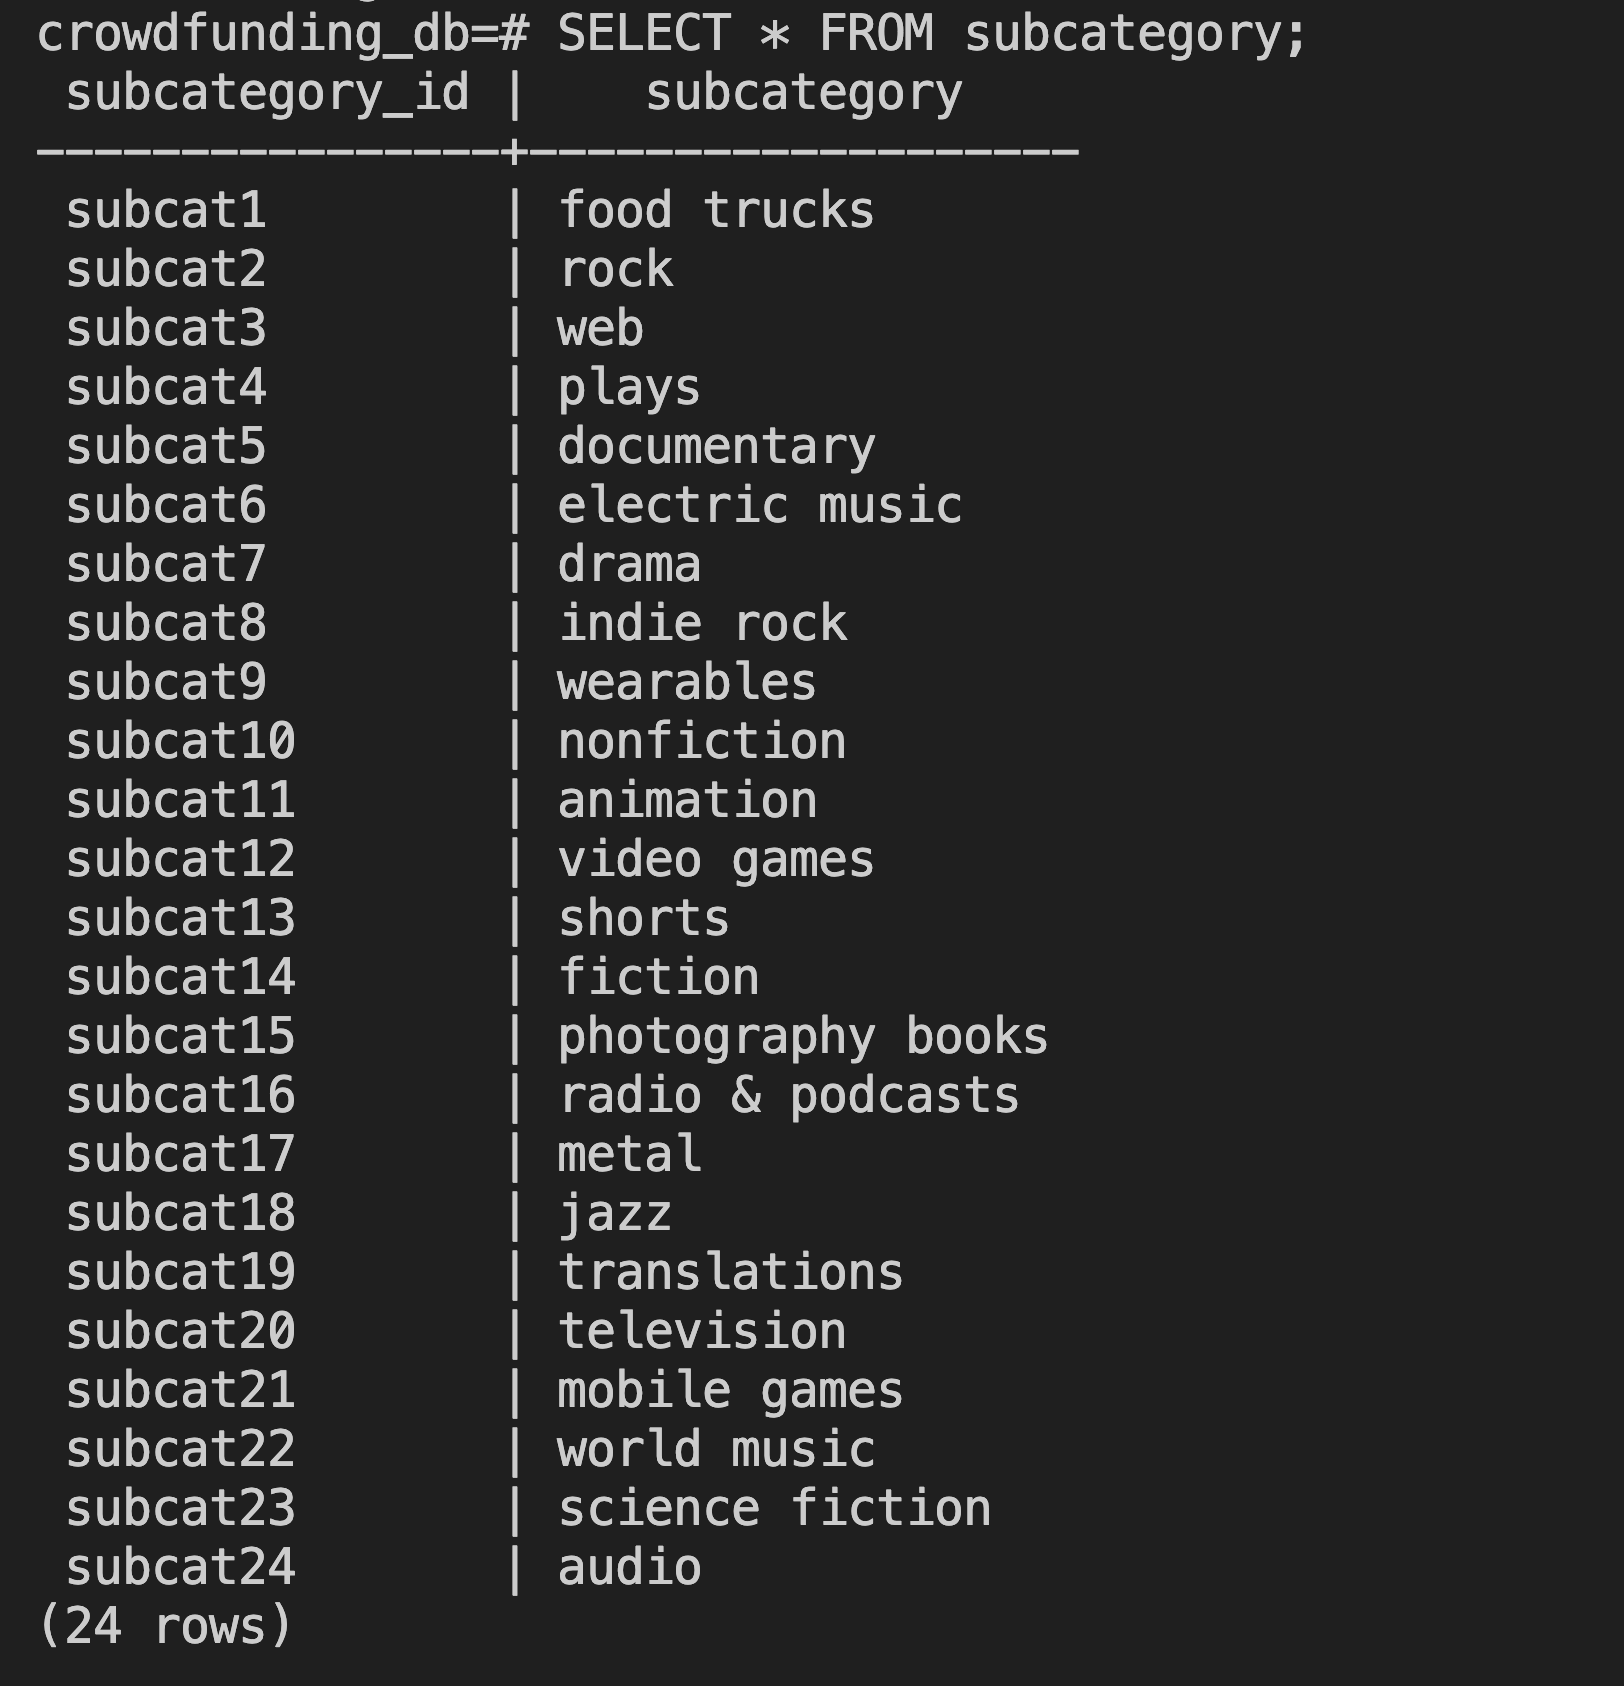 crowdfunding_db=# SELECT * FROM subcategory;
 subcategory_id |    subcategory
----------------+-------------------
 subcat1        | food trucks
 subcat2        | rock
 subcat3        | web
 subcat4        | plays
 subcat5        | documentary
 subcat6        | electric music
 subcat7        | drama
 subcat8        | indie rock
 subcat9        | wearables
 subcat10       | nonfiction
 subcat11       | animation
 subcat12       | video games
 subcat13       | shorts
 subcat14       | fiction
 subcat15       | photography books
 subcat16       | radio & podcasts
 subcat17       | metal
 subcat18       | jazz
 subcat19       | translations
 subcat20       | television
 subcat21       | mobile games
 subcat22       | world music
 subcat23       | science fiction
 subcat24       | audio
(24 rows)